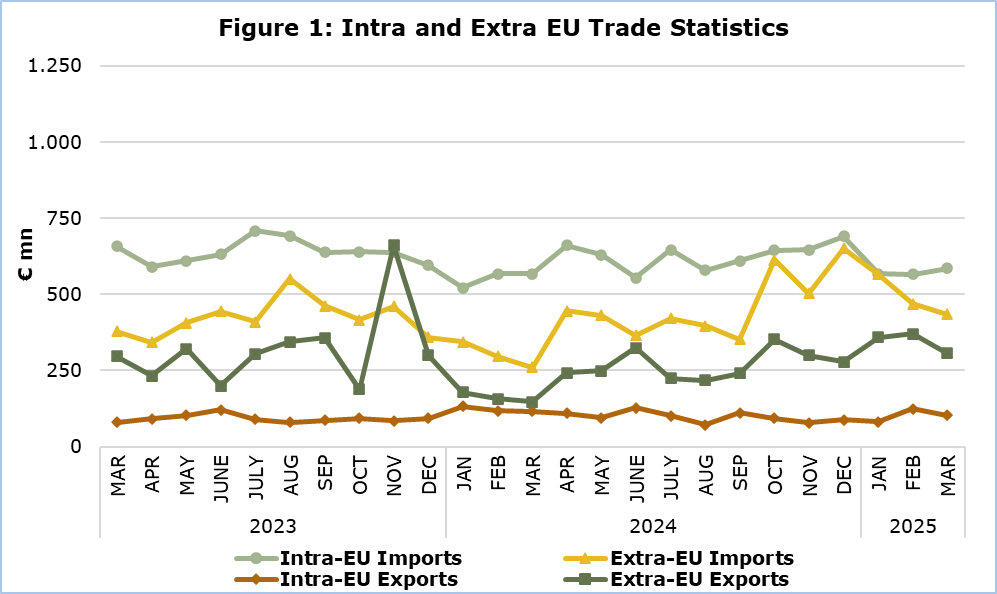 Figure 1: Intra and Extra EU Trade Statistics
1.250
1.000
750
500
250
0
€ mn
MAR APR MAY JUNE JULY AUG SEP OCT NOV DEC JAN FEB MAR APR MAY JUNE JULY AUG SEP OCT NOV DEC JAN FEB MAR
2023 2024 2025
Intra-EU Imports Extra-EU Imports
Intra-EU Exports Extra-EU Exports